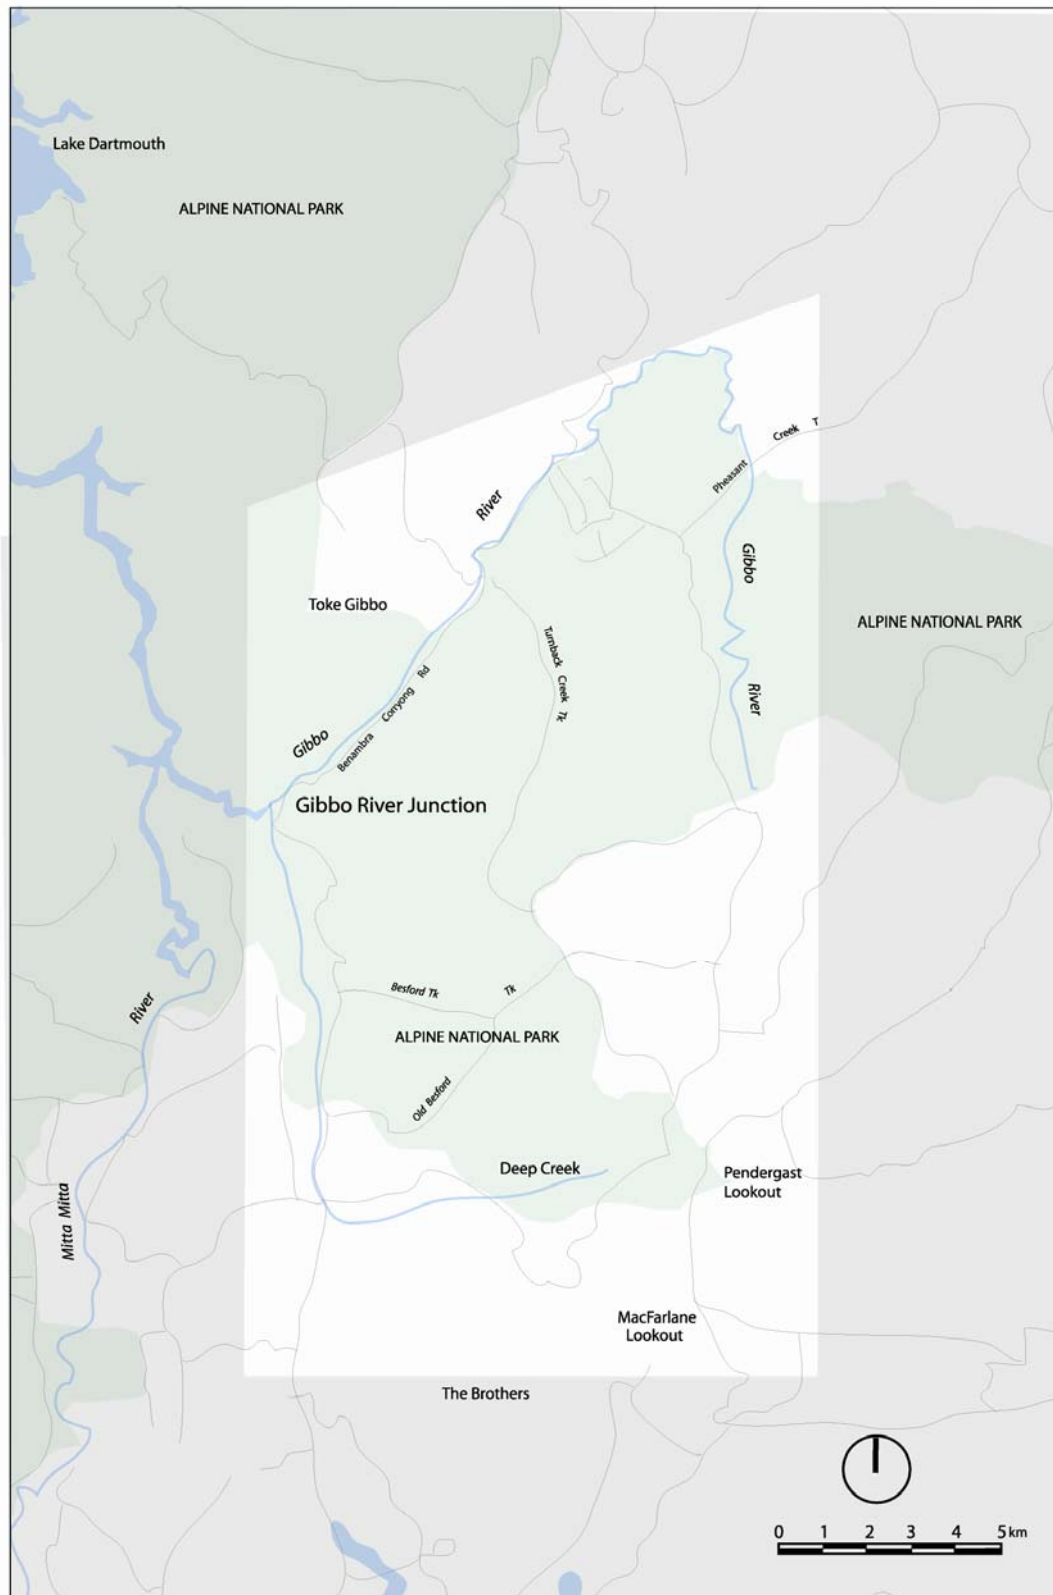 Lake Dartmouth
ALPINE NATIONAL PARK
Creek T
Pheasant
River
Gibbo
Toke Gibbo
ALPINE NATIONAL PARK
Turnback Creek Tk
Benambra Corryong Rd
River
Gibbo
Gibbo River Junction
Besford Tk
Tk
River
ALPINE NATIONAL PARK
Old Besford
Deep Creek
Pendergast
Lookout
Mitta Mitta
MacFarlane
Lookout
The Brothers
0 1 2 3 4 5 km